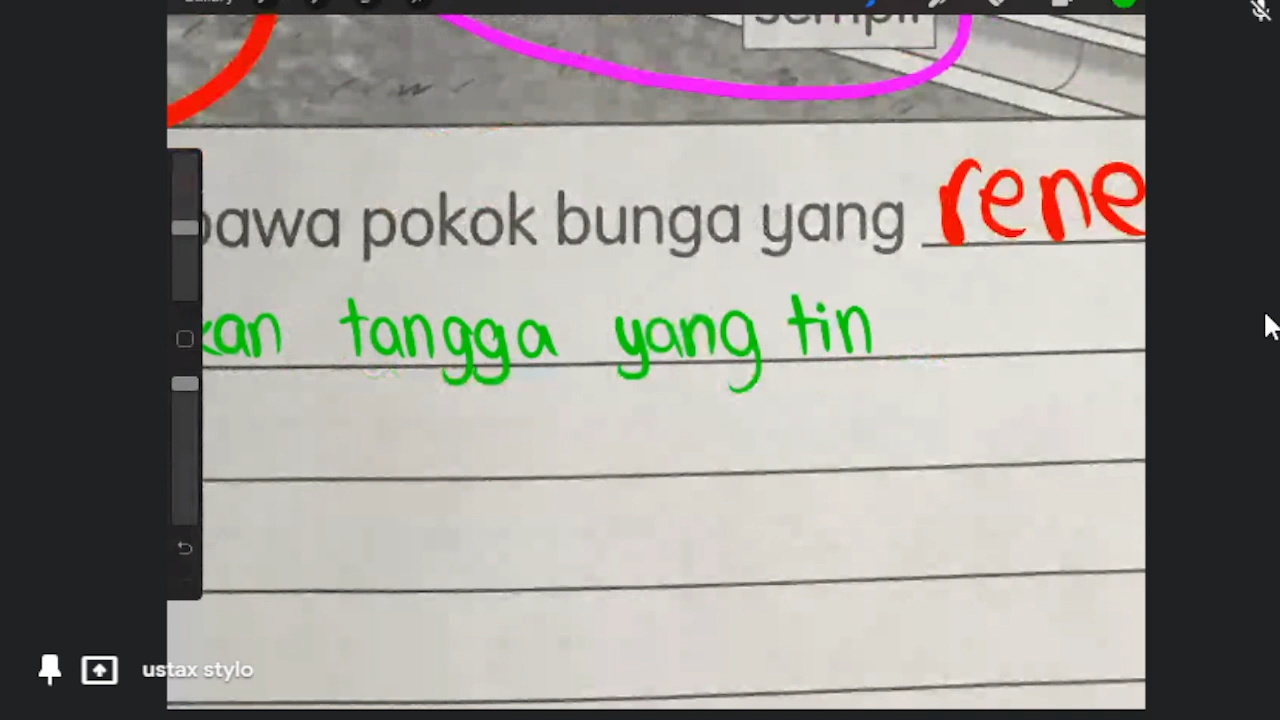 sempit
bawa pokok bunga yang rene
kan tangga yang tin
ustax stylo